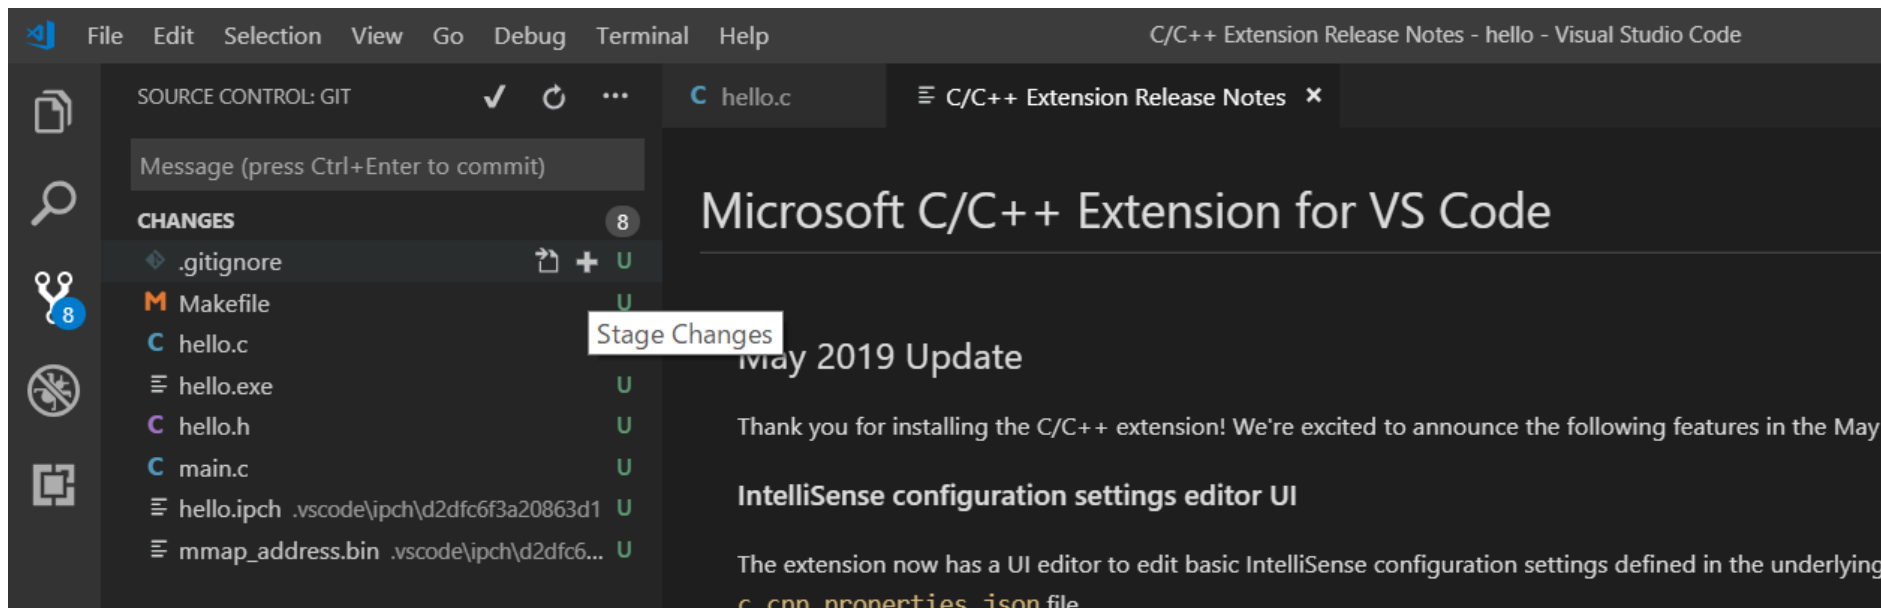 File Edit Selection View Go Debug Terminal Help C/C++ Extension Release Notes - hello - Visual Studio Code
SOURCE CONTROL: GIT
Message (press Ctrl+Enter to commit)
CHANGES 8
.gitignore U
M Makefile U
C hello.c
hello.exe U
C hello.h U
C main.c U
hello.ipch .vscode\ipch\d2dfc6f3a20863d1 U
mmap_address.bin .vscode\ipch\d2dfc6... U
8
Stage Changes
C hello.c
C/C++ Extension Release Notes ×
Microsoft C/C++ Extension for VS Code
May 2019 Update
Thank you for installing the C/C++ extension! We're excited to announce the following features in the May
IntelliSense configuration settings editor UI
The extension now has a UI editor to edit basic IntelliSense configuration settings defined in the underlying
c_cpp_properties.json file